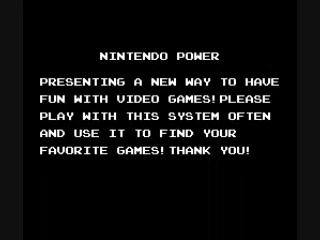 NINTENDO POWER
PRESENTING A NEW WAY TO HAVE
FUN WITH VIDEO GAMES!PLEASE
PLAY WITH THIS SYSTEM OFTEN
AND USE IT TO FIND YOUR
FAVORITE GAMES!THANK YOU!